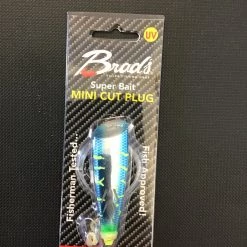 UV
Brad's
Super Bait
MINI CUT PLUG
Fisherman Tested...
Fish Approved!